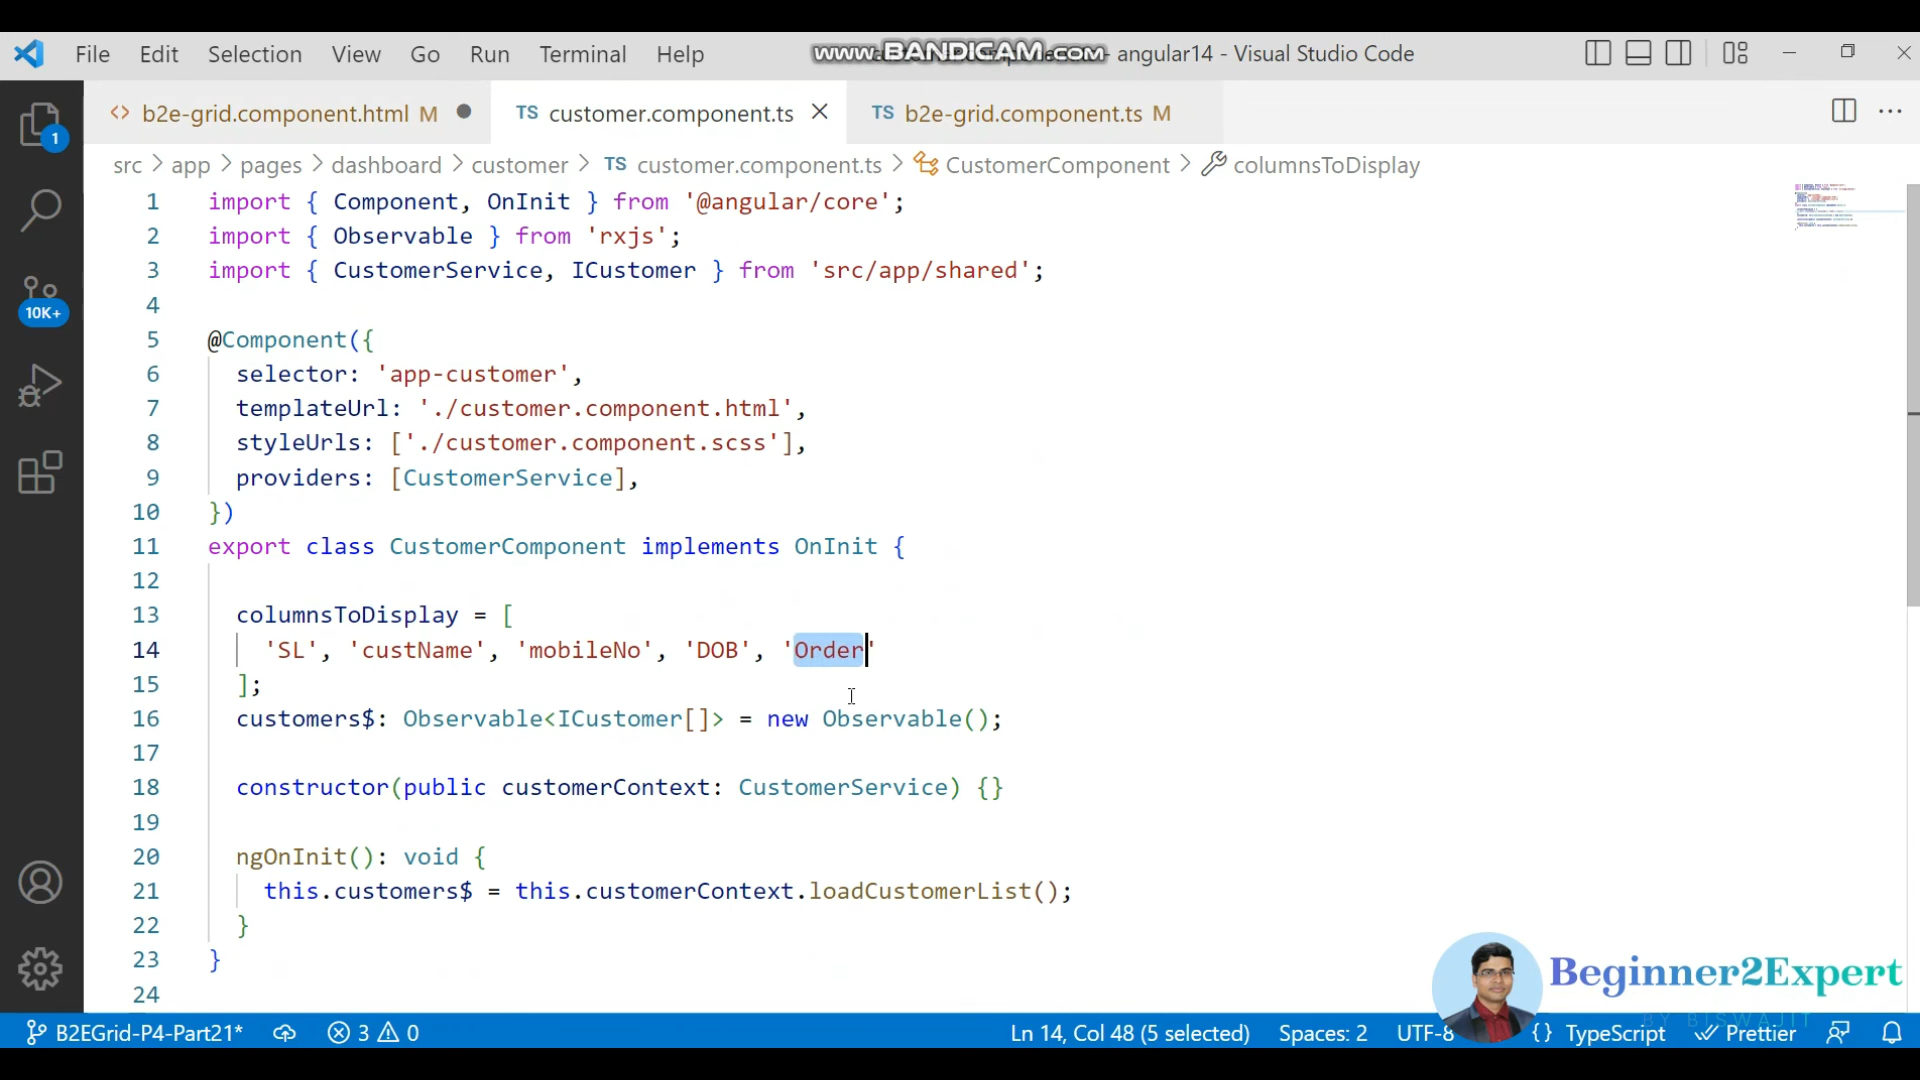 File Edit Selection View Go Run Terminal Help www.BANDICAM.com angular14 - Visual Studio Code
b2e-grid.component.html M TS customer.component.ts TS b2e-grid.component.ts M
src > app > pages > dashboard > customer > TS customer.component.ts > CustomerComponent > columnsToDisplay
1 import { Component, OnInit } from '@angular/core';
2 import { Observable } from 'rxjs';
3 import { CustomerService, ICustomer } from 'src/app/shared';
4
5 @Component({
6 selector: 'app-customer',
7 templateUrl: './customer.component.html',
8 styleUrls: ['./customer.component.scss'],
9 providers: [CustomerService],
10 })
11 export class CustomerComponent implements OnInit {
12
13 columnsToDisplay = [
14 'SL', 'custName', 'mobileNo', 'DOB', 'Order'
15 ];
16 customers$: Observable<ICustomer[]> = new Observable();
17
18 constructor(public customerContext: CustomerService) {}
19
20 ngOnInit(): void {
21 this.customers$ = this.customerContext.loadCustomerList();
22 }
23 }
24
1
10K+
Beginner2Expert
BY BISWAJIT
B2EGrid-P4-Part21* 3 0 Ln 14, Col 48 (5 selected) Spaces: 2 UTF-8 {} TypeScript Prettier